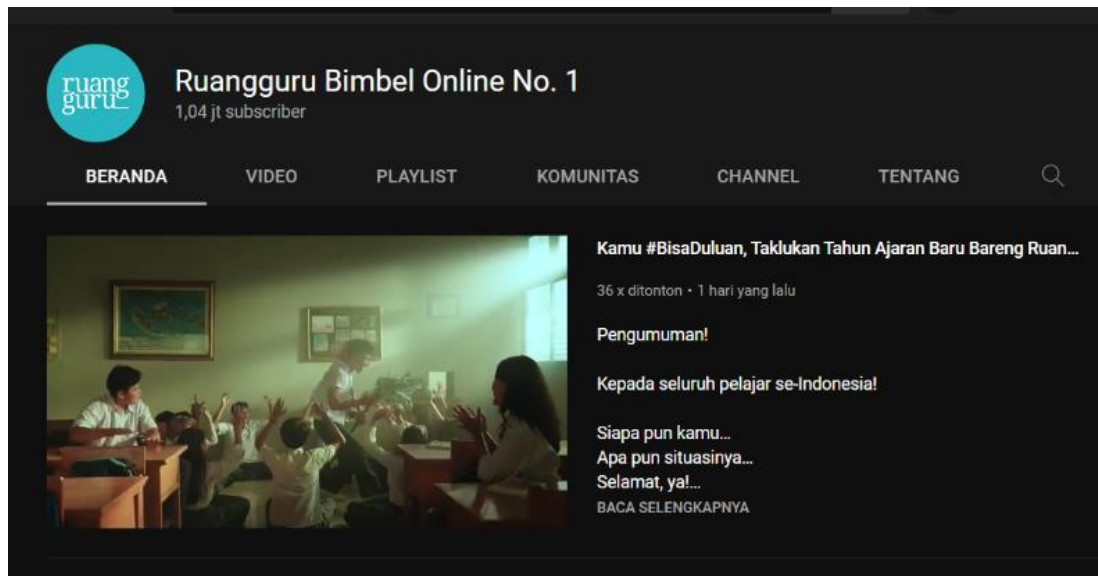 ruang
guru
Ruangguru Bimbel Online No. 1
1,04 jt subscriber
BERANDA VIDEO PLAYLIST KOMUNITAS CHANNEL TENTANG
Kamu #BisaDuluan, Taklukan Tahun Ajaran Baru Bareng Ruan...
36 x ditonton • 1 hari yang lalu
Pengumuman!
Kepada seluruh pelajar se-Indonesia!
Siapa pun kamu...
Apa pun situasinya...
Selamat, ya!...
BACA SELENGKAPNYA